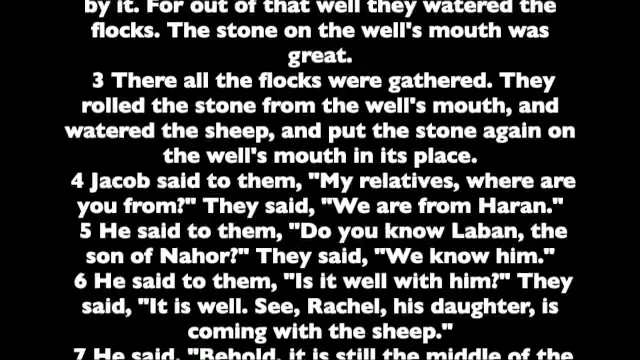 by it. For out of that well they watered the
flocks. The stone on the well's mouth was
great.
3 There all the flocks were gathered. They
rolled the stone from the well's mouth, and
watered the sheep, and put the stone again on
the well's mouth in its place.
4 Jacob said to them, "My relatives, where are
you from?" They said, "We are from Haran."
5 He said to them, "Do you know Laban, the
son of Nahor?" They said, "We know him."
6 He said to them, "Is it well with him?" They
said, "It is well. See, Rachel, his daughter, is
coming with the sheep."
7 He said, "Behold, it is still the middle of the